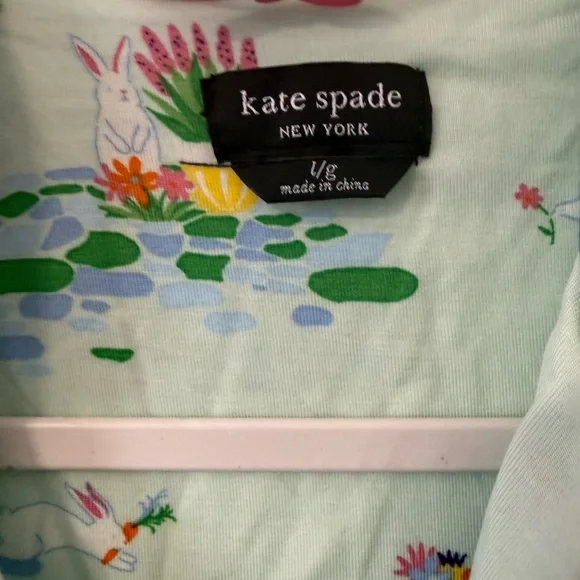 kate spade
NEW YORK
l/g
made in china